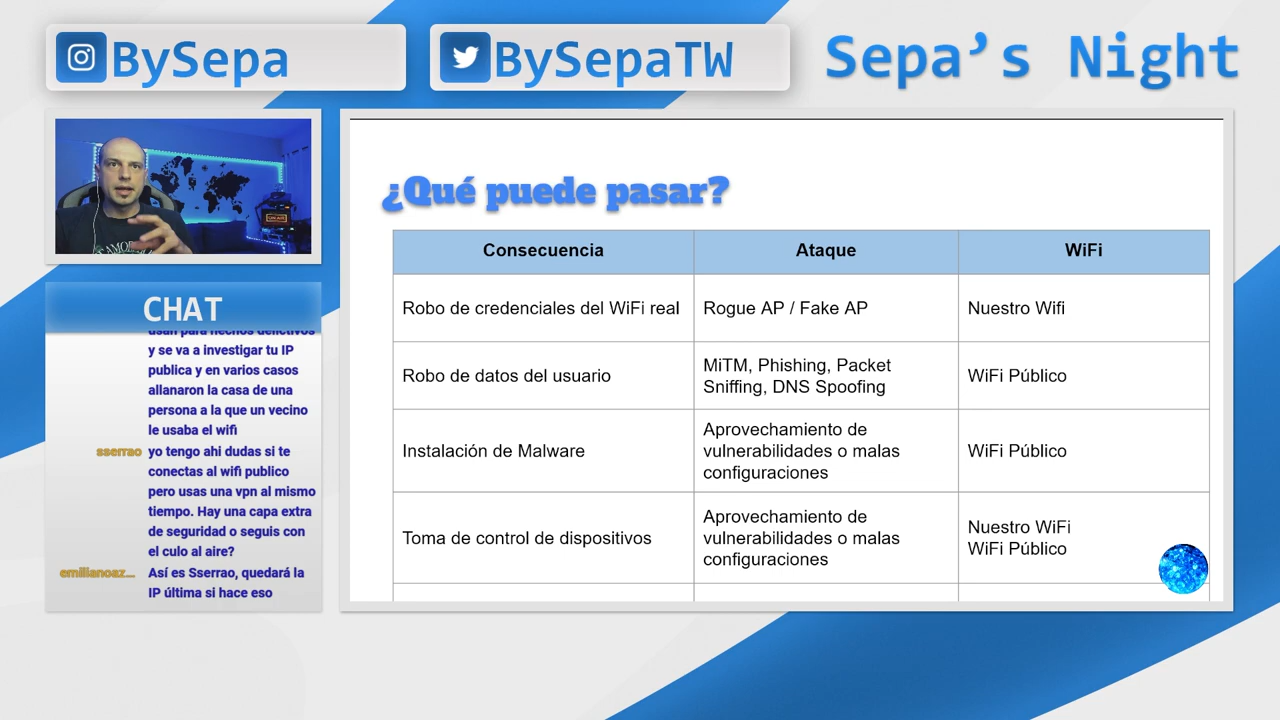 BySepa
BySepaTW
Sepa’s Night
CHAT
usan para hechos delictivos
y se va a investigar tu IP
publica y en varios casos
allanaron la casa de una
persona a la que un vecino
le usaba el wifi
sserrao yo tengo ahi dudas si te
conectas al wifi publico
pero usas una vpn al mismo
tiempo. Hay una capa extra
de seguridad o seguis con
el culo al aire?
emilianoaz... Así es Sserrao, quedará la
IP última si hace eso
¿Qué puede pasar?
Consecuencia Ataque WiFi
Robo de credenciales del WiFi real Rogue AP / Fake AP Nuestro Wifi
Robo de datos del usuario MiTM, Phishing, Packet
Sniffing, DNS Spoofing WiFi Público
Instalación de Malware Aprovechamiento de
vulnerabilidades o malas
configuraciones WiFi Público
Toma de control de dispositivos Aprovechamiento de
vulnerabilidades o malas
configuraciones Nuestro WiFi
WiFi Público